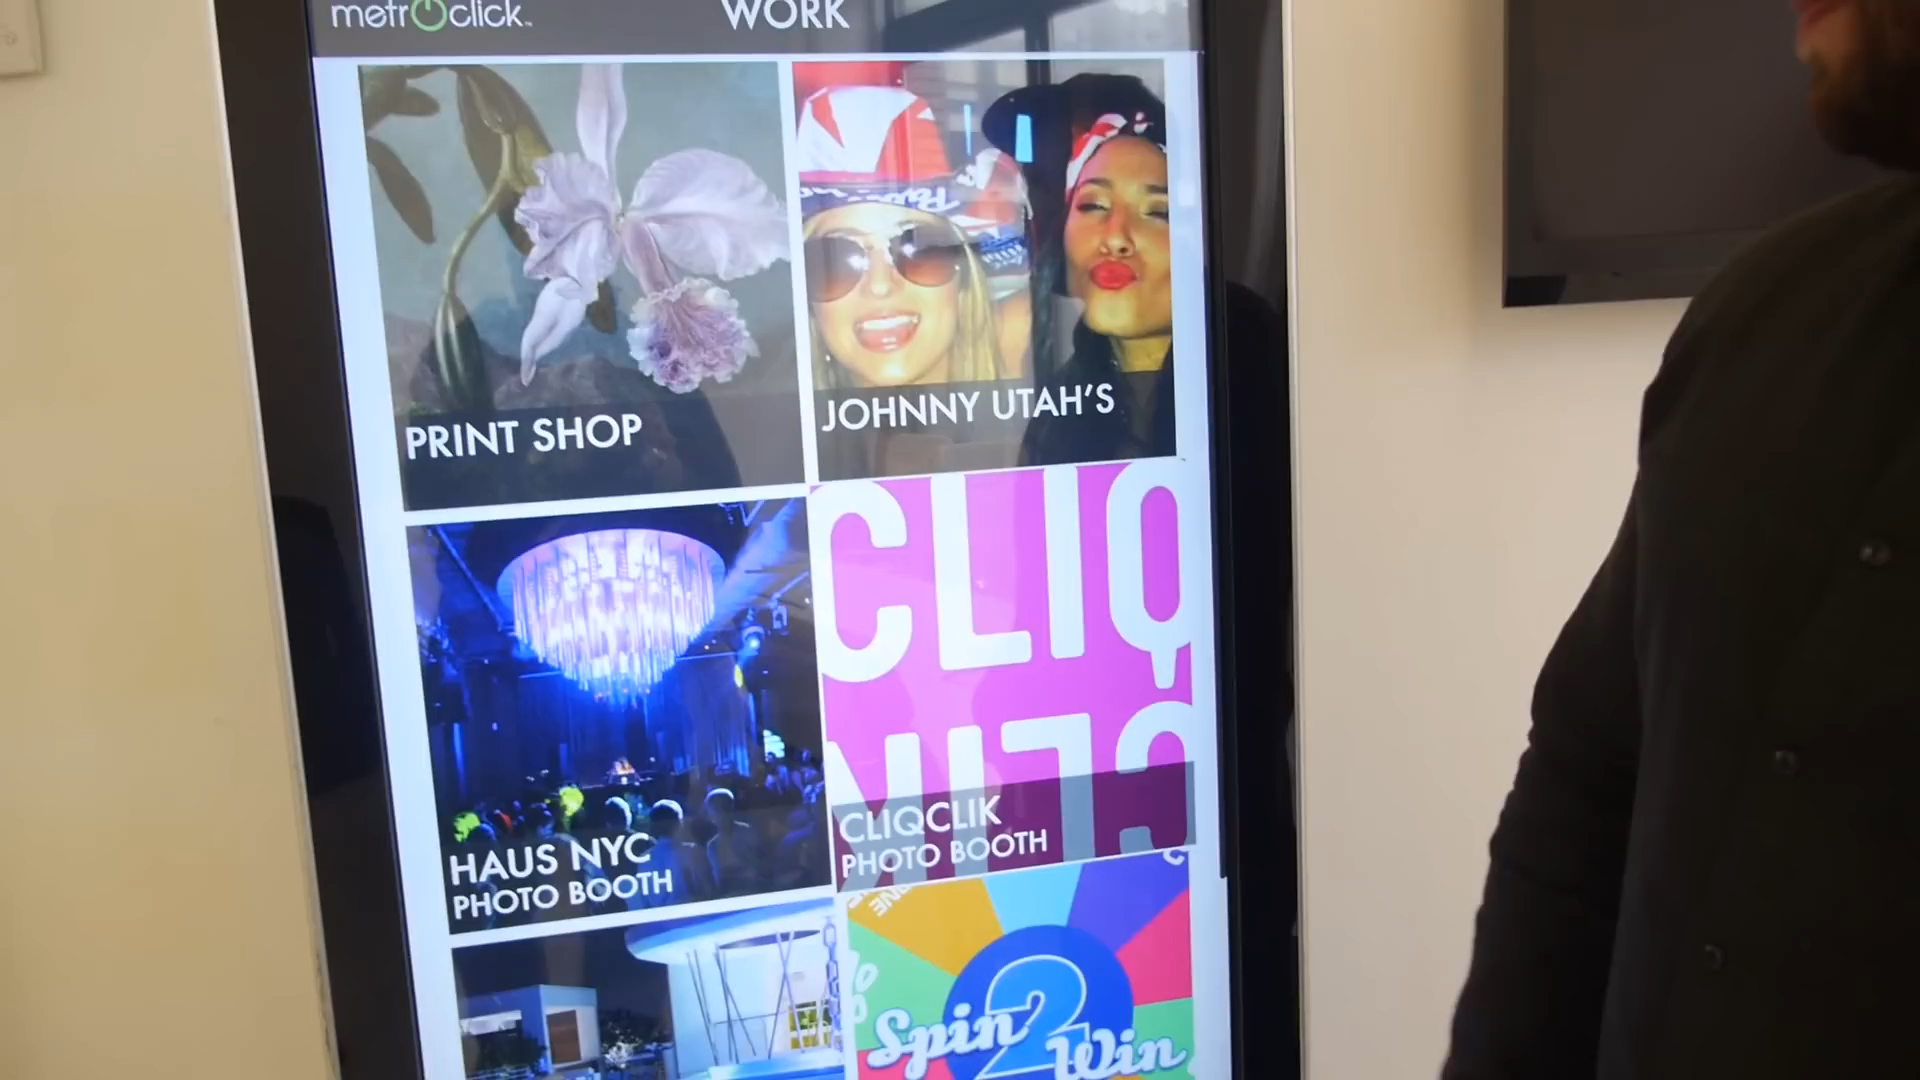 metroclick
WORK
PRINT SHOP
JOHNNY UTAH'S
CLIQ
HAUS NYC
PHOTO BOOTH
CLIQCLIK
PHOTO BOOTH
Spin 2 Win